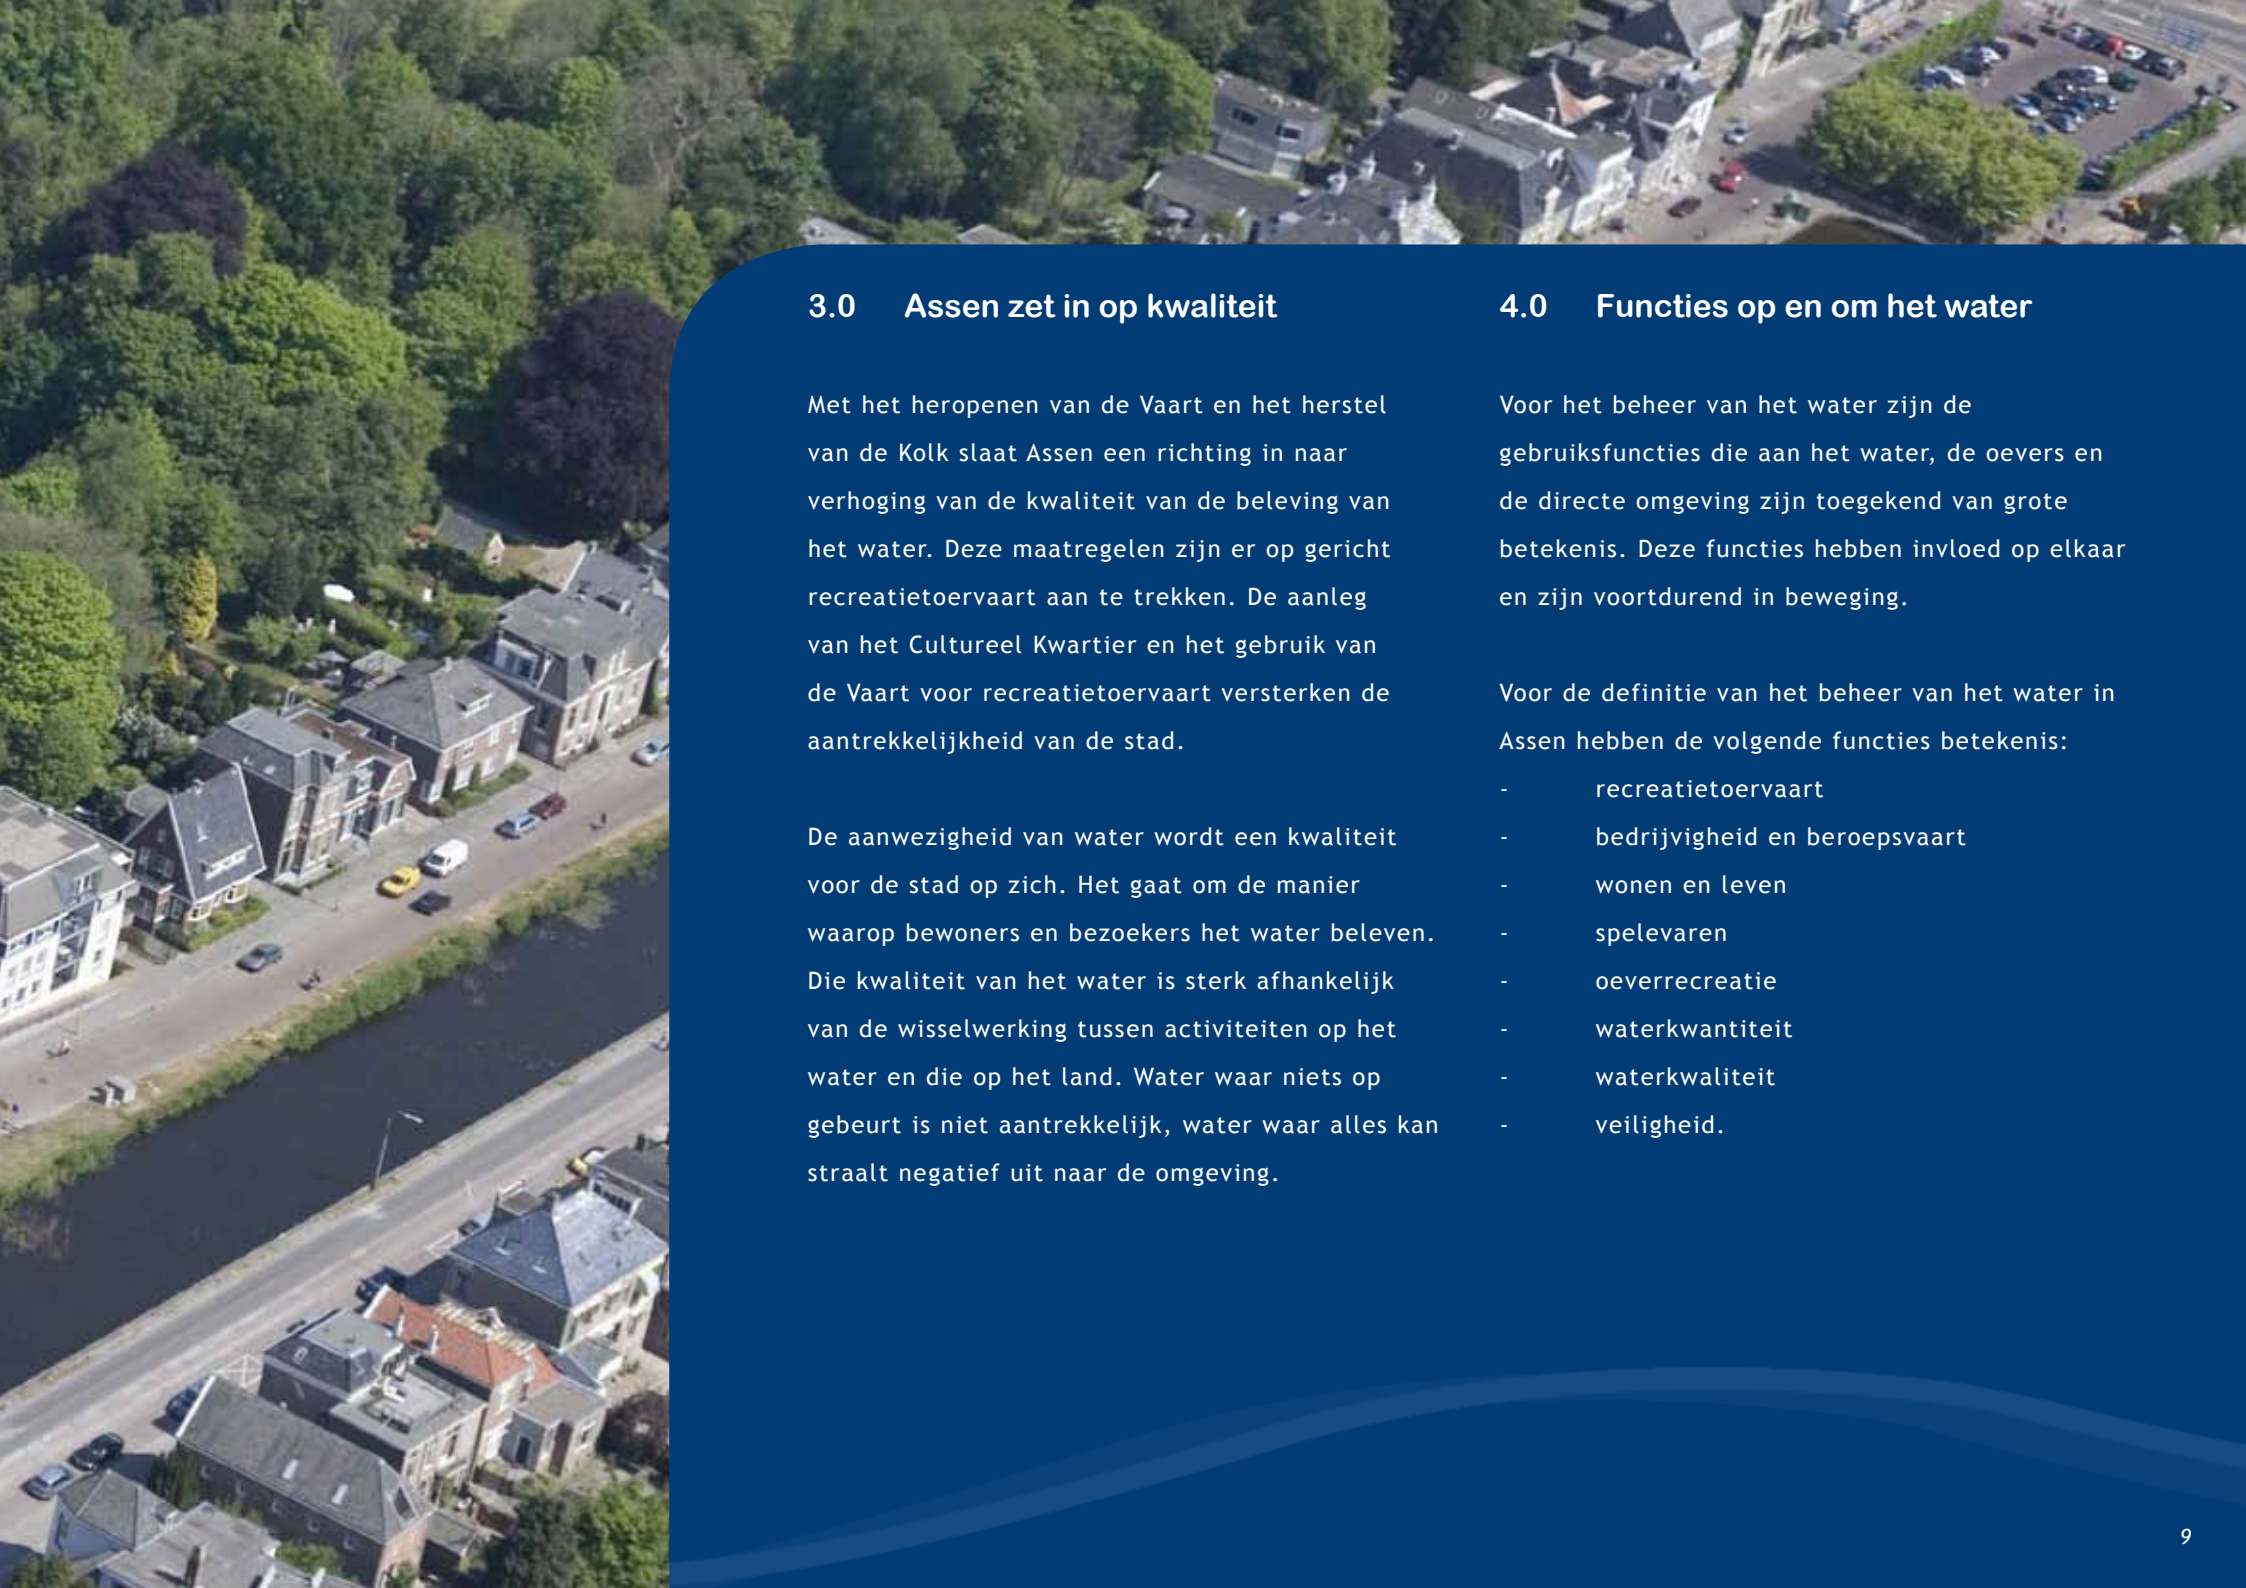 3.0 Assen zet in op kwaliteit
Met het heropenen van de Vaart en het herstel
van de Kolk slaat Assen een richting in naar
verhoging van de kwaliteit van de beleving van
het water. Deze maatregelen zijn er op gericht
recreatietoervaart aan te trekken. De aanleg
van het Cultureel Kwartier en het gebruik van
de Vaart voor recreatietoervaart versterken de
aantrekkelijkheid van de stad.
De aanwezigheid van water wordt een kwaliteit
voor de stad op zich. Het gaat om de manier
waarop bewoners en bezoekers het water beleven.
Die kwaliteit van het water is sterk afhankelijk
van de wisselwerking tussen activiteiten op het
water en die op het land. Water waar niets op
gebeurt is niet aantrekkelijk, water waar alles kan
straalt negatief uit naar de omgeving.
4.0 Functies op en om het water
Voor het beheer van het water zijn de
gebruiksfuncties die aan het water, de oevers en
de directe omgeving zijn toegekend van grote
betekenis. Deze functies hebben invloed op elkaar
en zijn voortdurend in beweging.
Voor de definitie van het beheer van het water in
Assen hebben de volgende functies betekenis:
- recreatietoervaart
- bedrijvigheid en beroepsvaart
- wonen en leven
- spelevaren
- oeverrecreatie
- waterkwantiteit
- waterkwaliteit
- veiligheid.
9